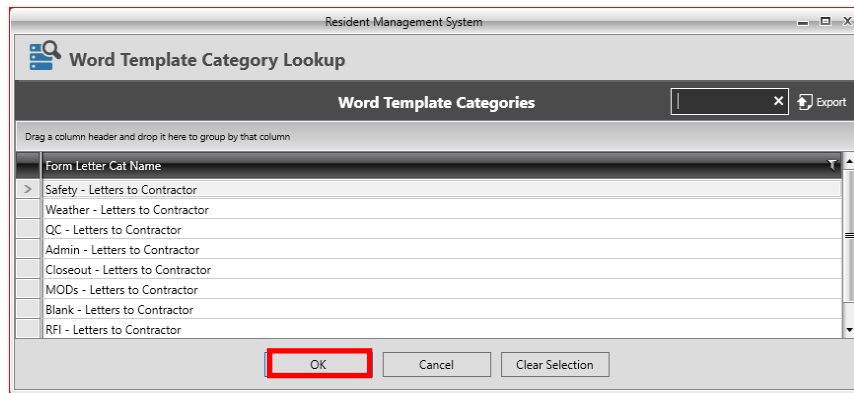 Resident Management System
Word Template Category Lookup
Word Template Categories
Export
Drag a column header and drop it here to group by that column
Form Letter Cat Name
Safety - Letters to Contractor
Weather - Letters to Contractor
QC - Letters to Contractor
Admin - Letters to Contractor
Closeout - Letters to Contractor
MODs - Letters to Contractor
Blank - Letters to Contractor
RFI - Letters to Contractor
OK Cancel Clear Selection